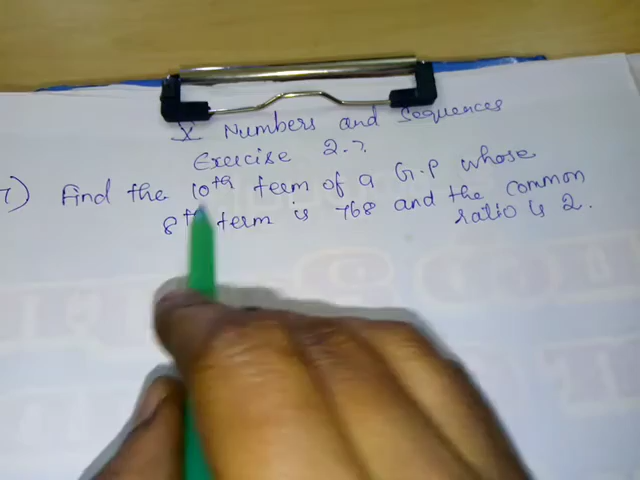 X Numbers and Sequences
Exercise 2.7
7) Find the 10th term of a G.P whose
8th term is 768 and the common
ratio is 2.